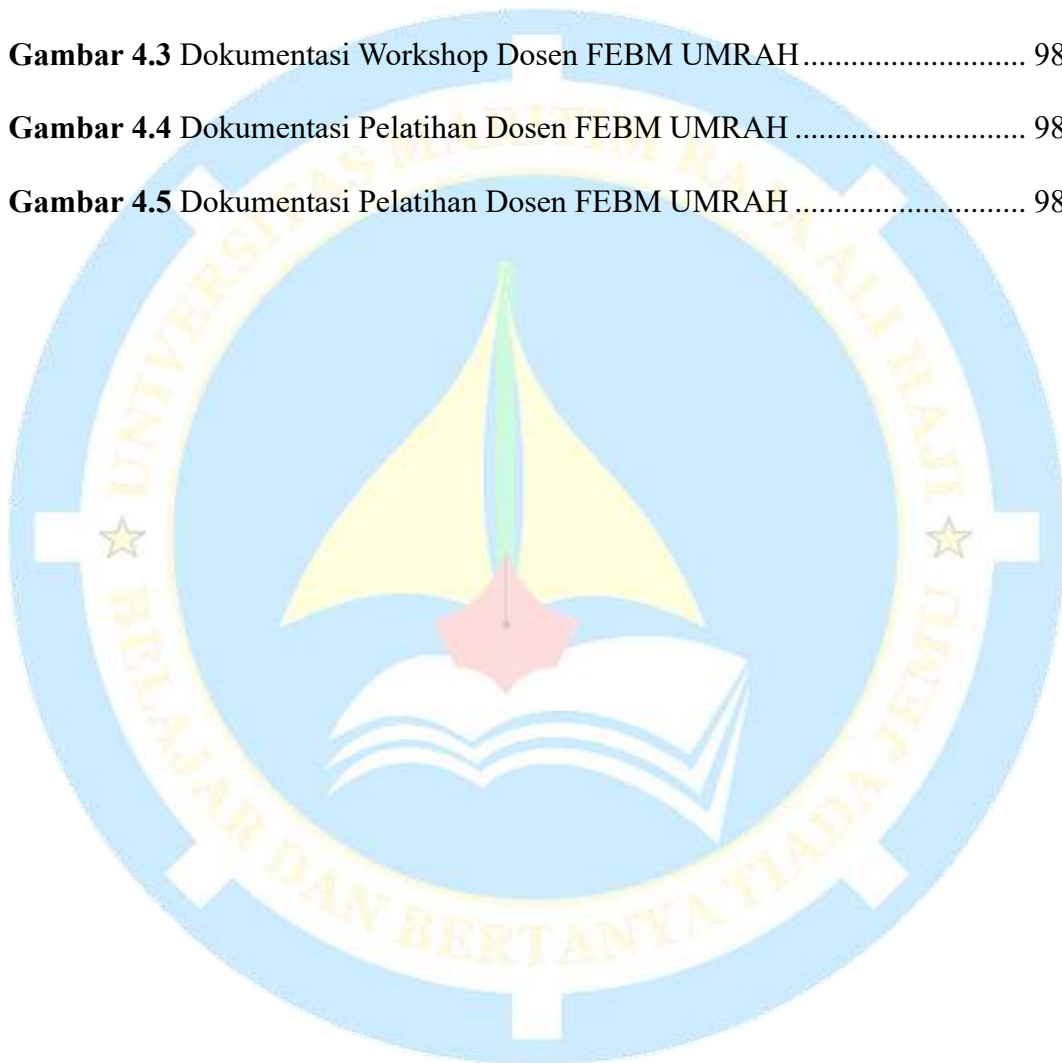 Gambar 4.3 Dokumentasi Workshop Dosen FEBM UMRAH............................ 98
Gambar 4.4 Dokumentasi Pelatihan Dosen FEBM UMRAH ............................. 98
Gambar 4.5 Dokumentasi Pelatihan Dosen FEBM UMRAH ............................. 98
UNIVERSITAS MARITIM RAJA ALI HAJI
BELAJAR DAN BERTANYA TIADA JEMU